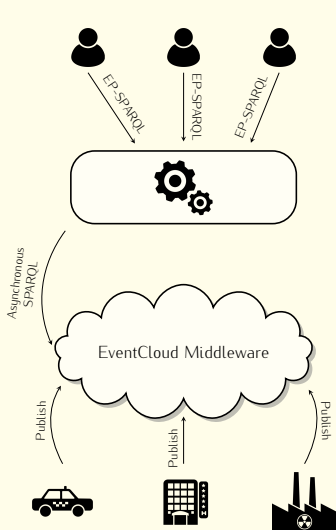 EP-SPARQL
EP-SPARQL
EP-SPARQL
Asynchronous
SPARQL
EventCloud Middleware
Publish
Publish
Publish